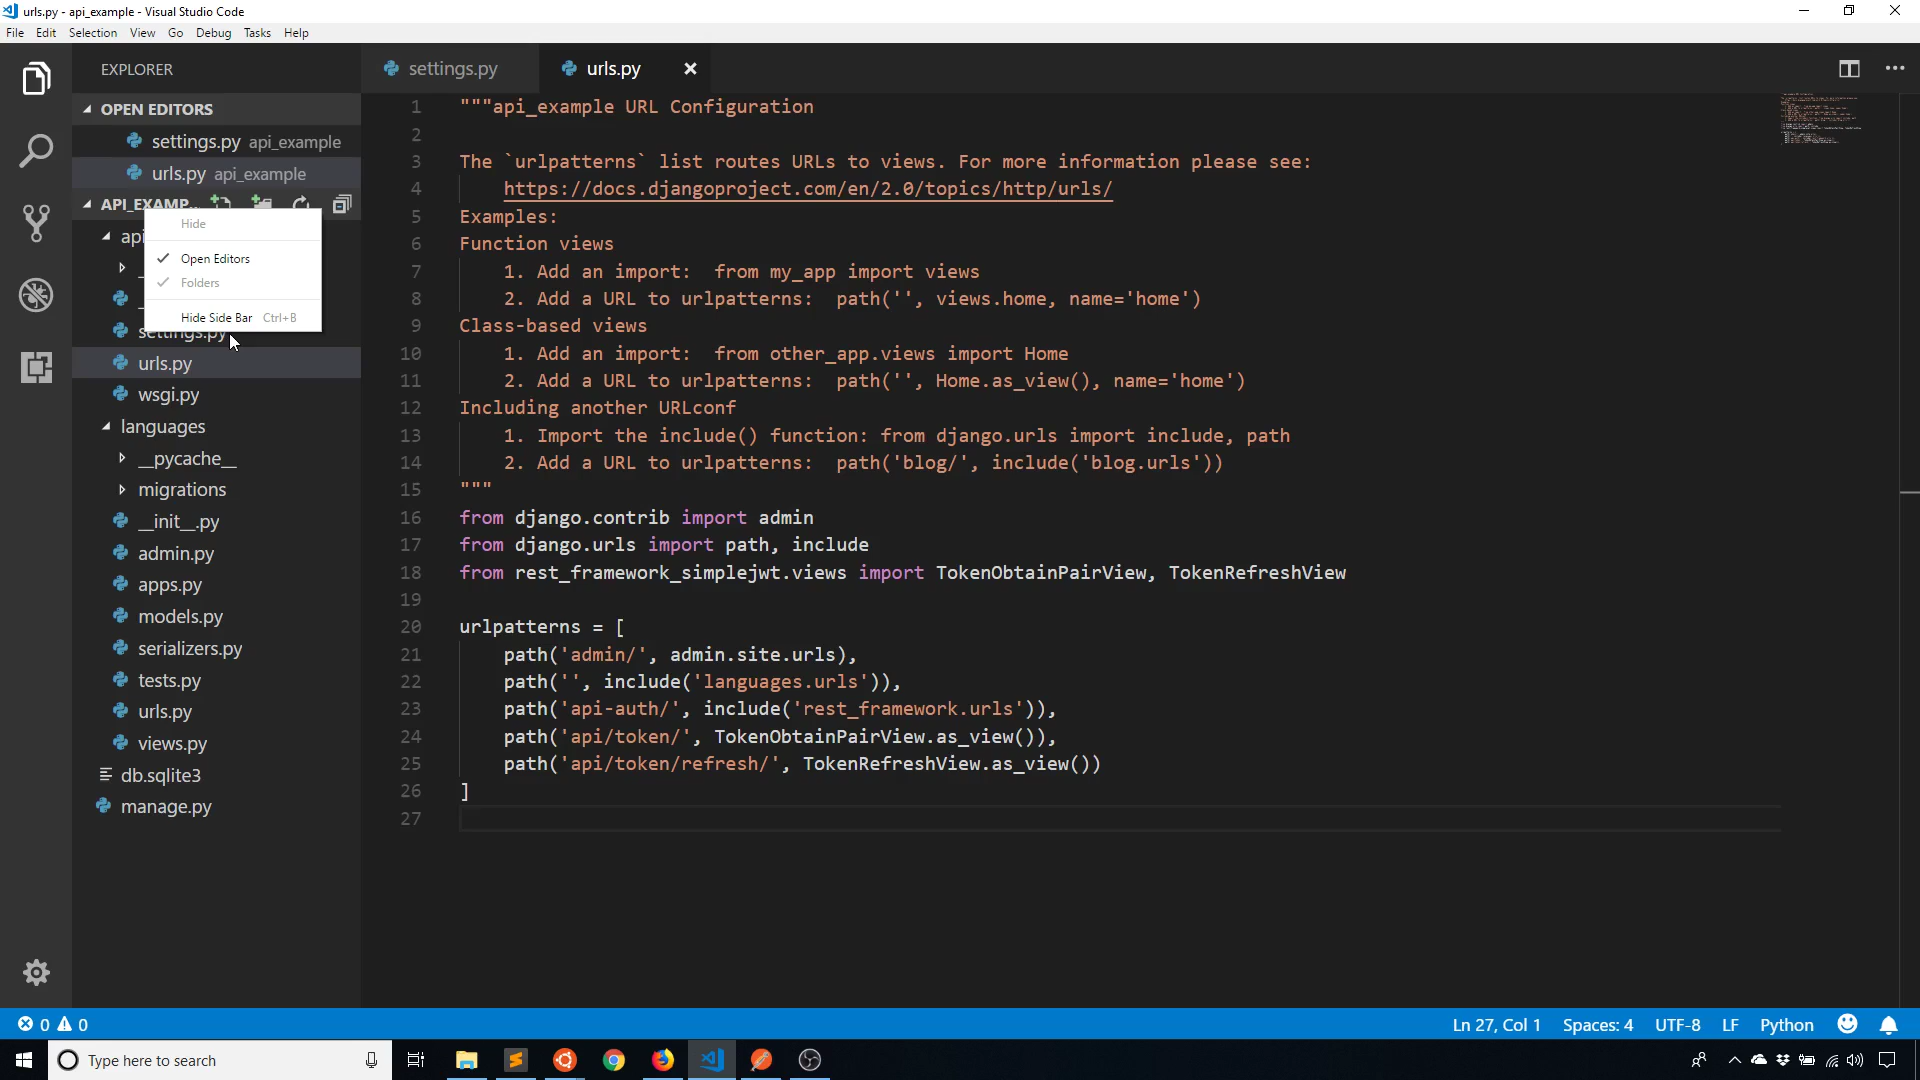 urls.py - api_example - Visual Studio Code
File Edit Selection View Go Debug Tasks Help
EXPLORER
OPEN EDITORS
settings.py api_example
urls.py api_example
API_EXAMP...
Hide
Open Editors
Folders
Hide Side Bar Ctrl+B
api
settings.py
urls.py
wsgi.py
languages
__pycache__
migrations
__init__.py
admin.py
apps.py
models.py
serializers.py
tests.py
urls.py
views.py
db.sqlite3
manage.py
settings.py
urls.py
1 """api_example URL Configuration
2
3 The `urlpatterns` list routes URLs to views. For more information please see:
4 https://docs.djangoproject.com/en/2.0/topics/http/urls/
5 Examples:
6 Function views
7 1. Add an import:  from my_app import views
8 2. Add a URL to urlpatterns:  path('', views.home, name='home')
9 Class-based views
10 1. Add an import:  from other_app.views import Home
11 2. Add a URL to urlpatterns:  path('', Home.as_view(), name='home')
12 Including another URLconf
13 1. Import the include() function: from django.urls import include, path
14 2. Add a URL to urlpatterns:  path('blog/', include('blog.urls'))
15 """
16 from django.contrib import admin
17 from django.urls import path, include
18 from rest_framework_simplejwt.views import TokenObtainPairView, TokenRefreshView
19
20 urlpatterns = [
21 path('admin/', admin.site.urls),
22 path('', include('languages.urls')),
23 path('api-auth/', include('rest_framework.urls')),
24 path('api/token/', TokenObtainPairView.as_view()),
25 path('api/token/refresh/', TokenRefreshView.as_view())
26 ]
27
0 0
Ln 27, Col 1 Spaces: 4 UTF-8 LF Python
Type here to search